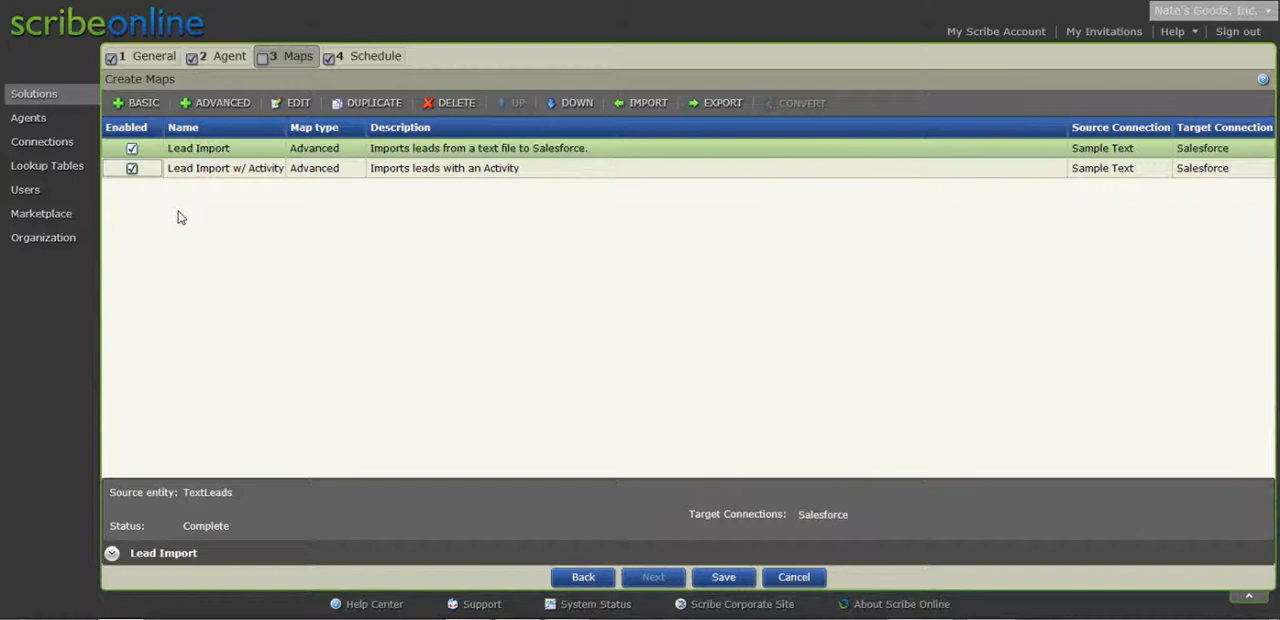 Nate's Goods, Inc.
scribeonline
My Scribe Account My Invitations Help Sign out
1 General 2 Agent 3 Maps 4 Schedule
Create Maps
Solutions
Agents
Connections
Lookup Tables
Users
Marketplace
Organization
BASIC ADVANCED EDIT DUPLICATE DELETE UP DOWN IMPORT EXPORT CONVERT
Enabled Name Map type Description Source Connection Target Connection
Lead Import Advanced Imports leads from a text file to Salesforce. Sample Text Salesforce
Lead Import w/ Activity Advanced Imports leads with an Activity Sample Text Salesforce
Source entity: TextLeads
Target Connections: Salesforce
Status: Complete
Lead Import
Back Next Save Cancel
Help Center Support System Status Scribe Corporate Site About Scribe Online